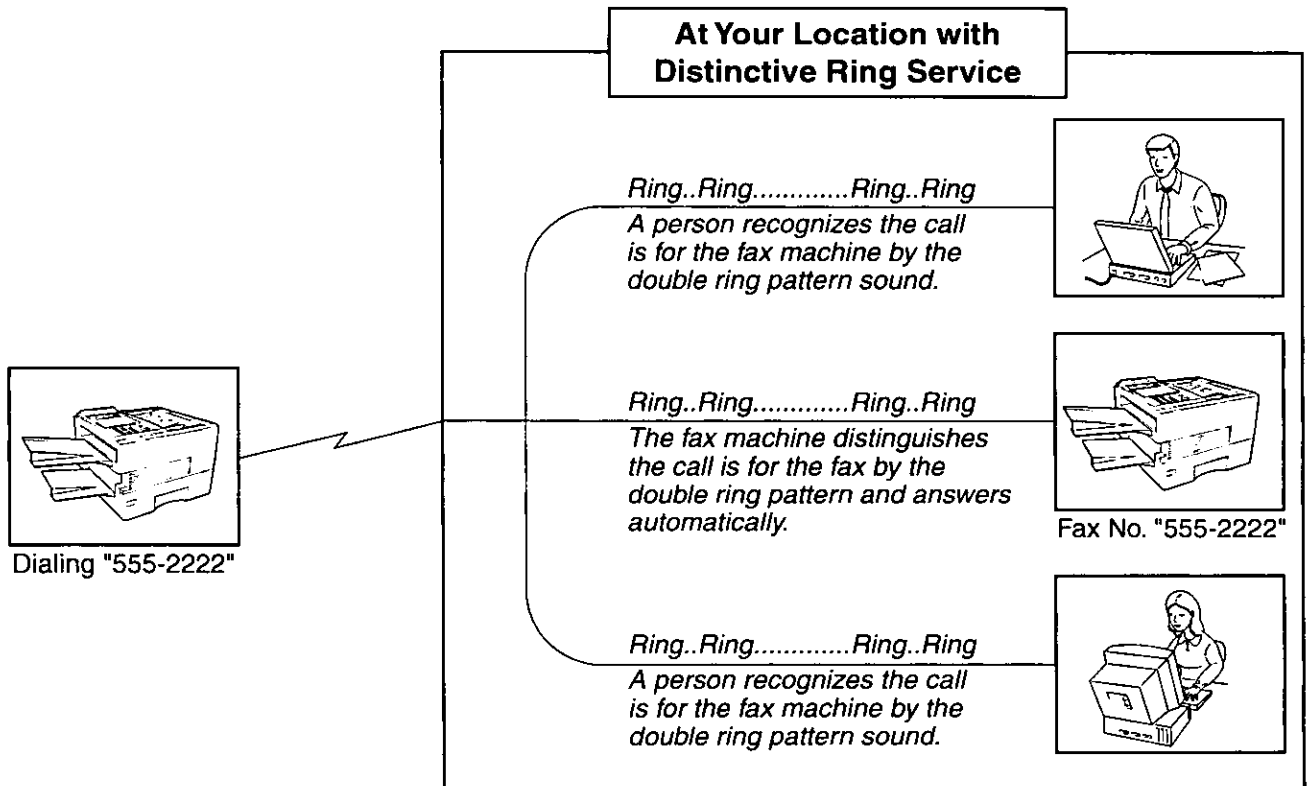 At Your Location with
Distinctive Ring Service
Ring..Ring.............Ring..Ring
A person recognizes the call
is for the fax machine by the
double ring pattern sound.
Ring..Ring.............Ring..Ring
The fax machine distinguishes
the call is for the fax by the
double ring pattern and answers
automatically.
Dialing "555-2222"
Fax No. "555-2222"
Ring..Ring.............Ring..Ring
A person recognizes the call
is for the fax machine by the
double ring pattern sound.